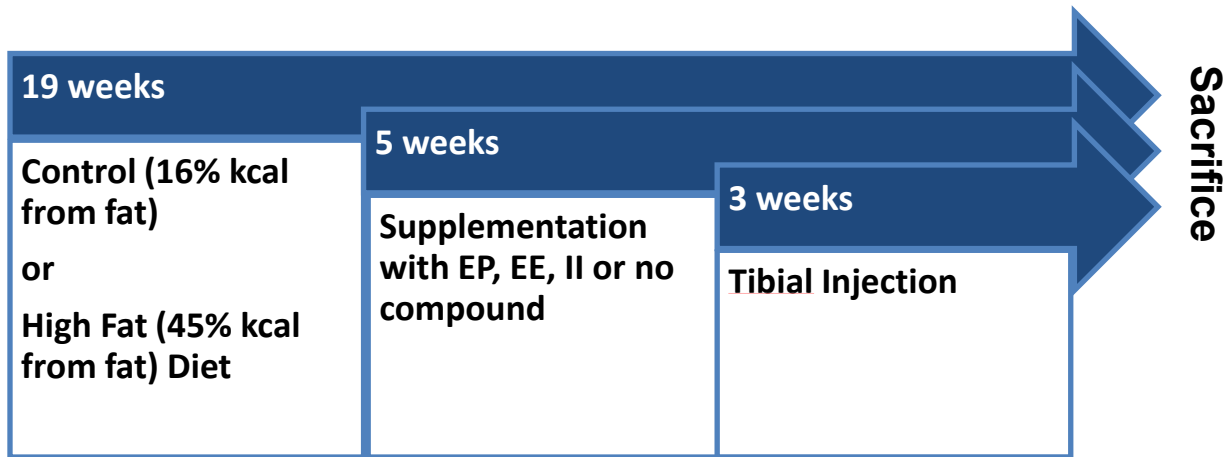 19 weeks
Control (16% kcal
from fat)
or
High Fat (45% kcal
from fat) Diet
5 weeks
Supplementation
with EP, EE, II or no
compound
3 weeks
Tibial Injection
Sacrifice